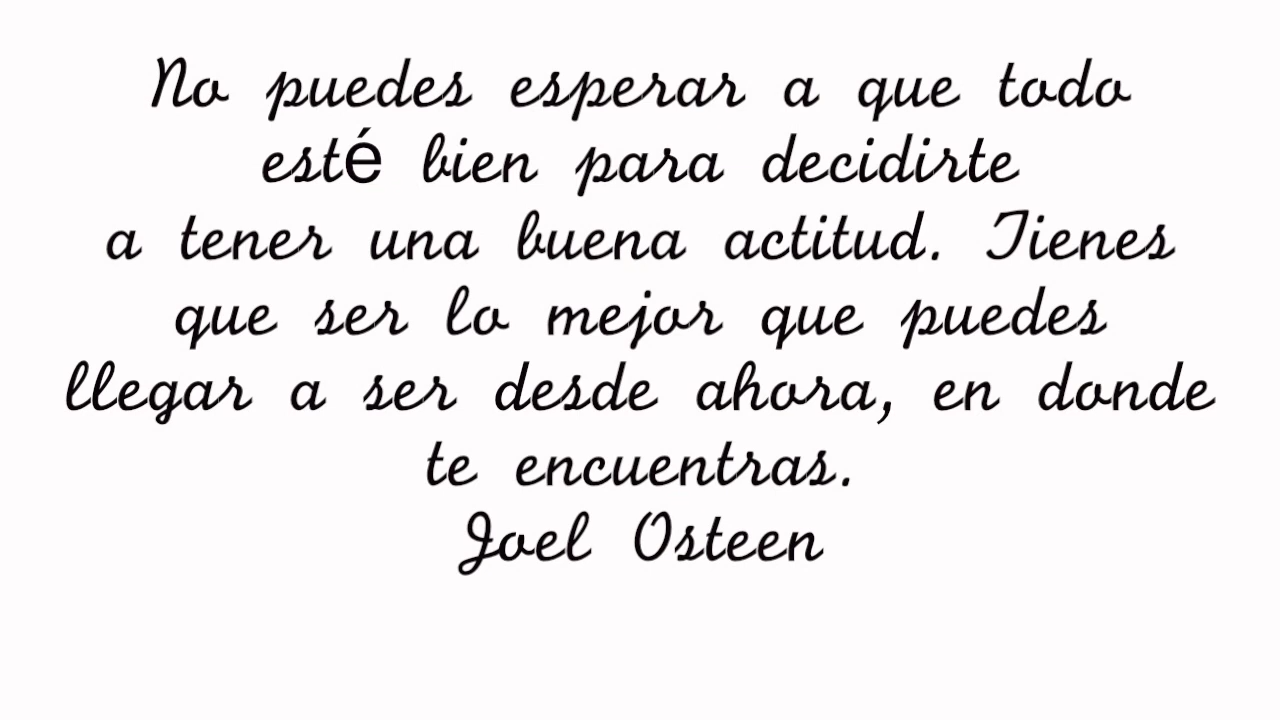 No puedes esperar a que todo
esté bien para decidirte
a tener una buena actitud. Tienes
que ser lo mejor que puedes
llegar a ser desde ahora, en donde
te encuentras.
Joel Osteen